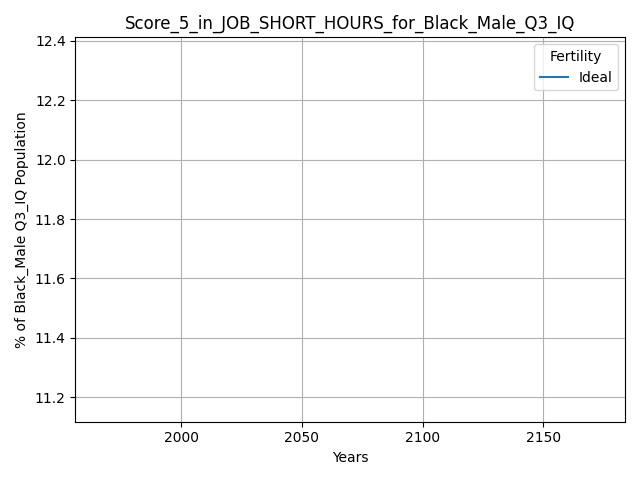 Score_5_in_JOB_SHORT_HOURS_for_Black_Male_Q3_IQ
Fertility
Ideal
% of Black_Male Q3_IQ Population
12.4
12.2
12.0
11.8
11.6
11.4
11.2
2000 2050 2100 2150
Years